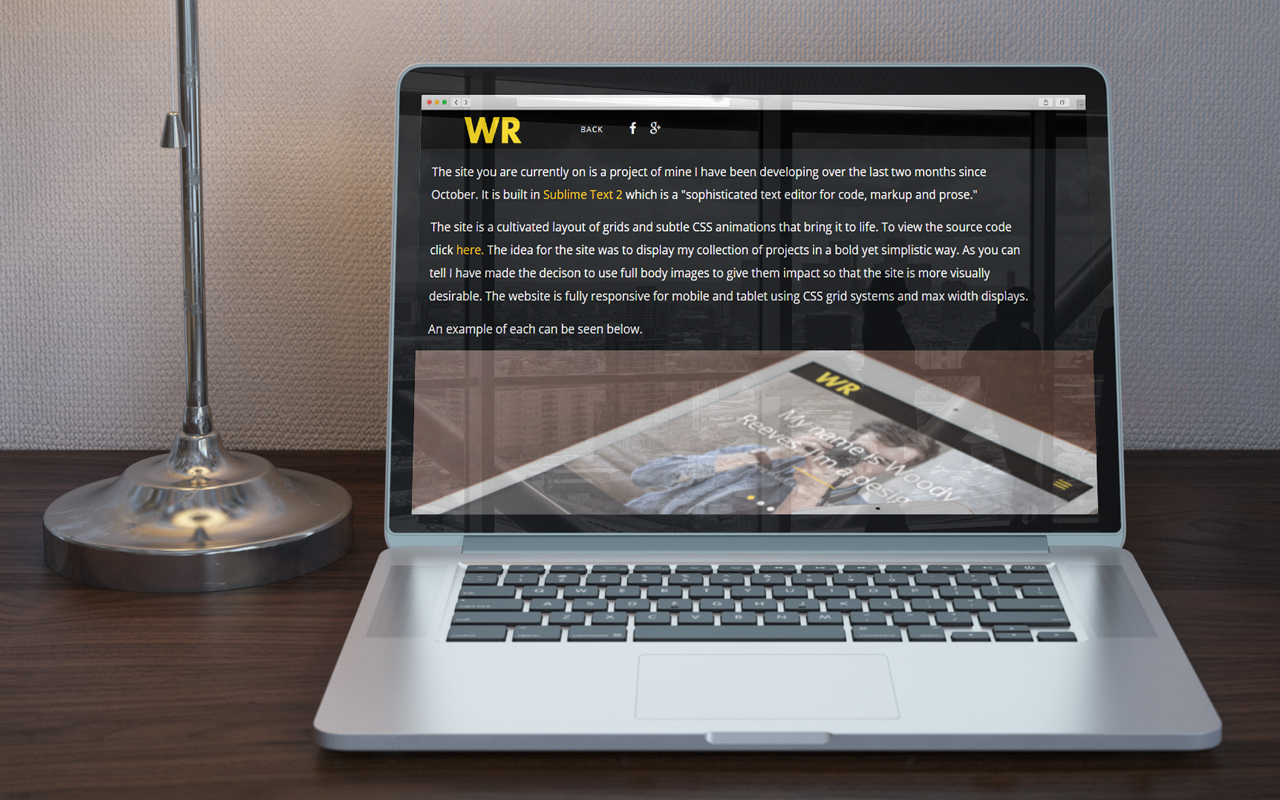 WR
BACK
The site you are currently on is a project of mine I have been developing over the last two months since
October. It is built in Sublime Text 2 which is a "sophisticated text editor for code, markup and prose."
The site is a cultivated layout of grids and subtle CSS animations that bring it to life. To view the source code
click here. The idea for the site was to display my collection of projects in a bold yet simplistic way. As you can
tell I have made the decison to use full body images to give them impact so that the site is more visually
desirable. The website is fully responsive for mobile and tablet using CSS grid systems and max width displays.
An example of each can be seen below.
WR
My name is Woody
Reeves, I'm a desig
Q W E R T Y U I O P
A S D F G H J K L
Z X C V B N M